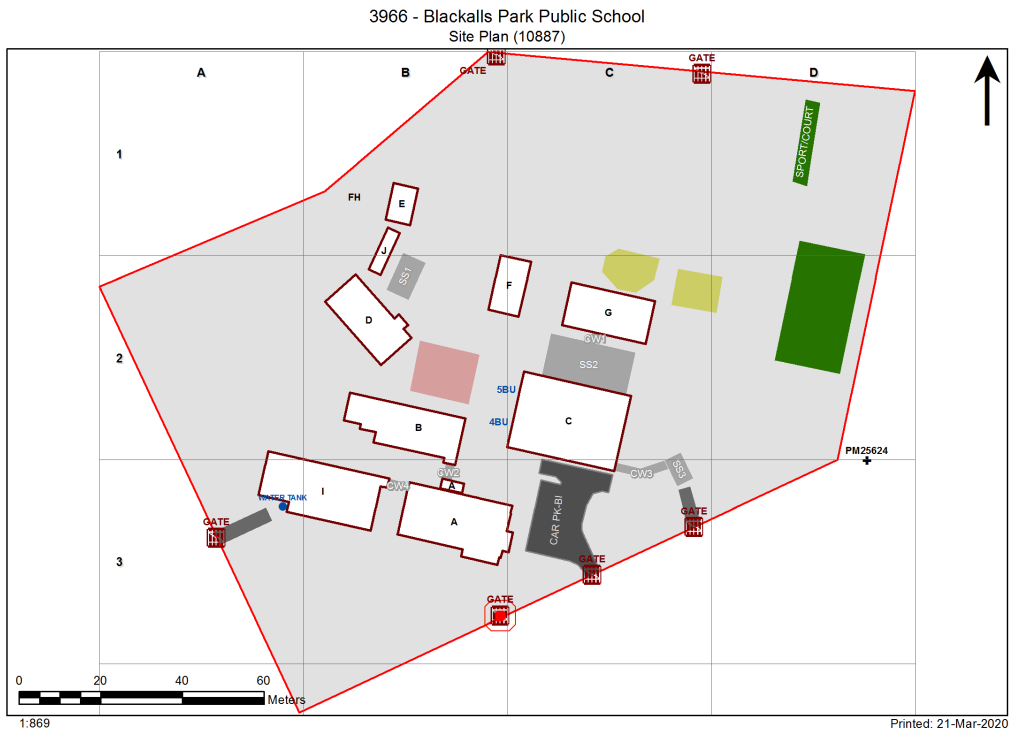 3966 - Blackalls Park Public School
Site Plan (10887)
GATE
GATE
A
B
C
D
SPORT/COURT
1
FH
E
J
SS1
F
G
D
CW1
2
SS2
5BU
4BU
C
B
PM25624
CW2
CW3
SS3
CW4
A
I
WATER TANK
A
CAR PK-BI
GATE
GATE
GATE
3
GATE
0 20 40 60
Meters
1:869
Printed: 21-Mar-2020